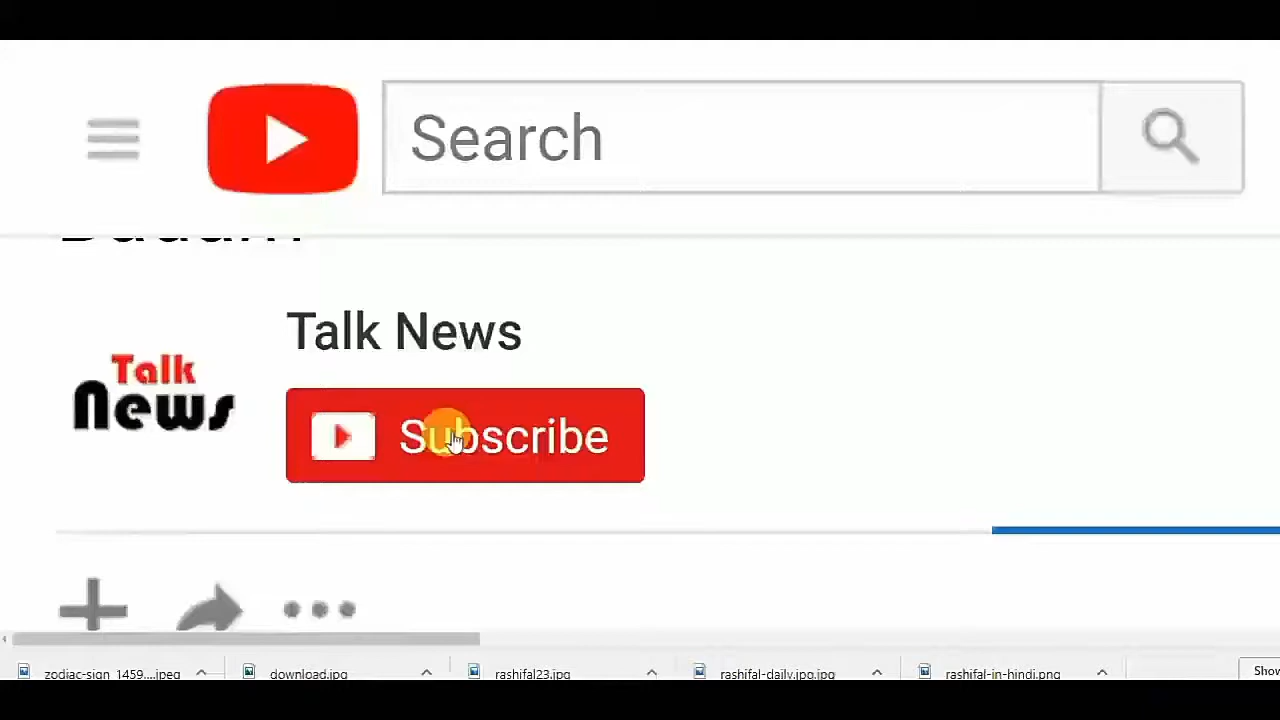 Search
Talk News
Talk
News
Subscribe
zodiac-sign_1459....jpeg
download.jpg
rashifal23.jpg
rashifal-daily.jpg.jpg
rashifal-in-hindi.png
Show